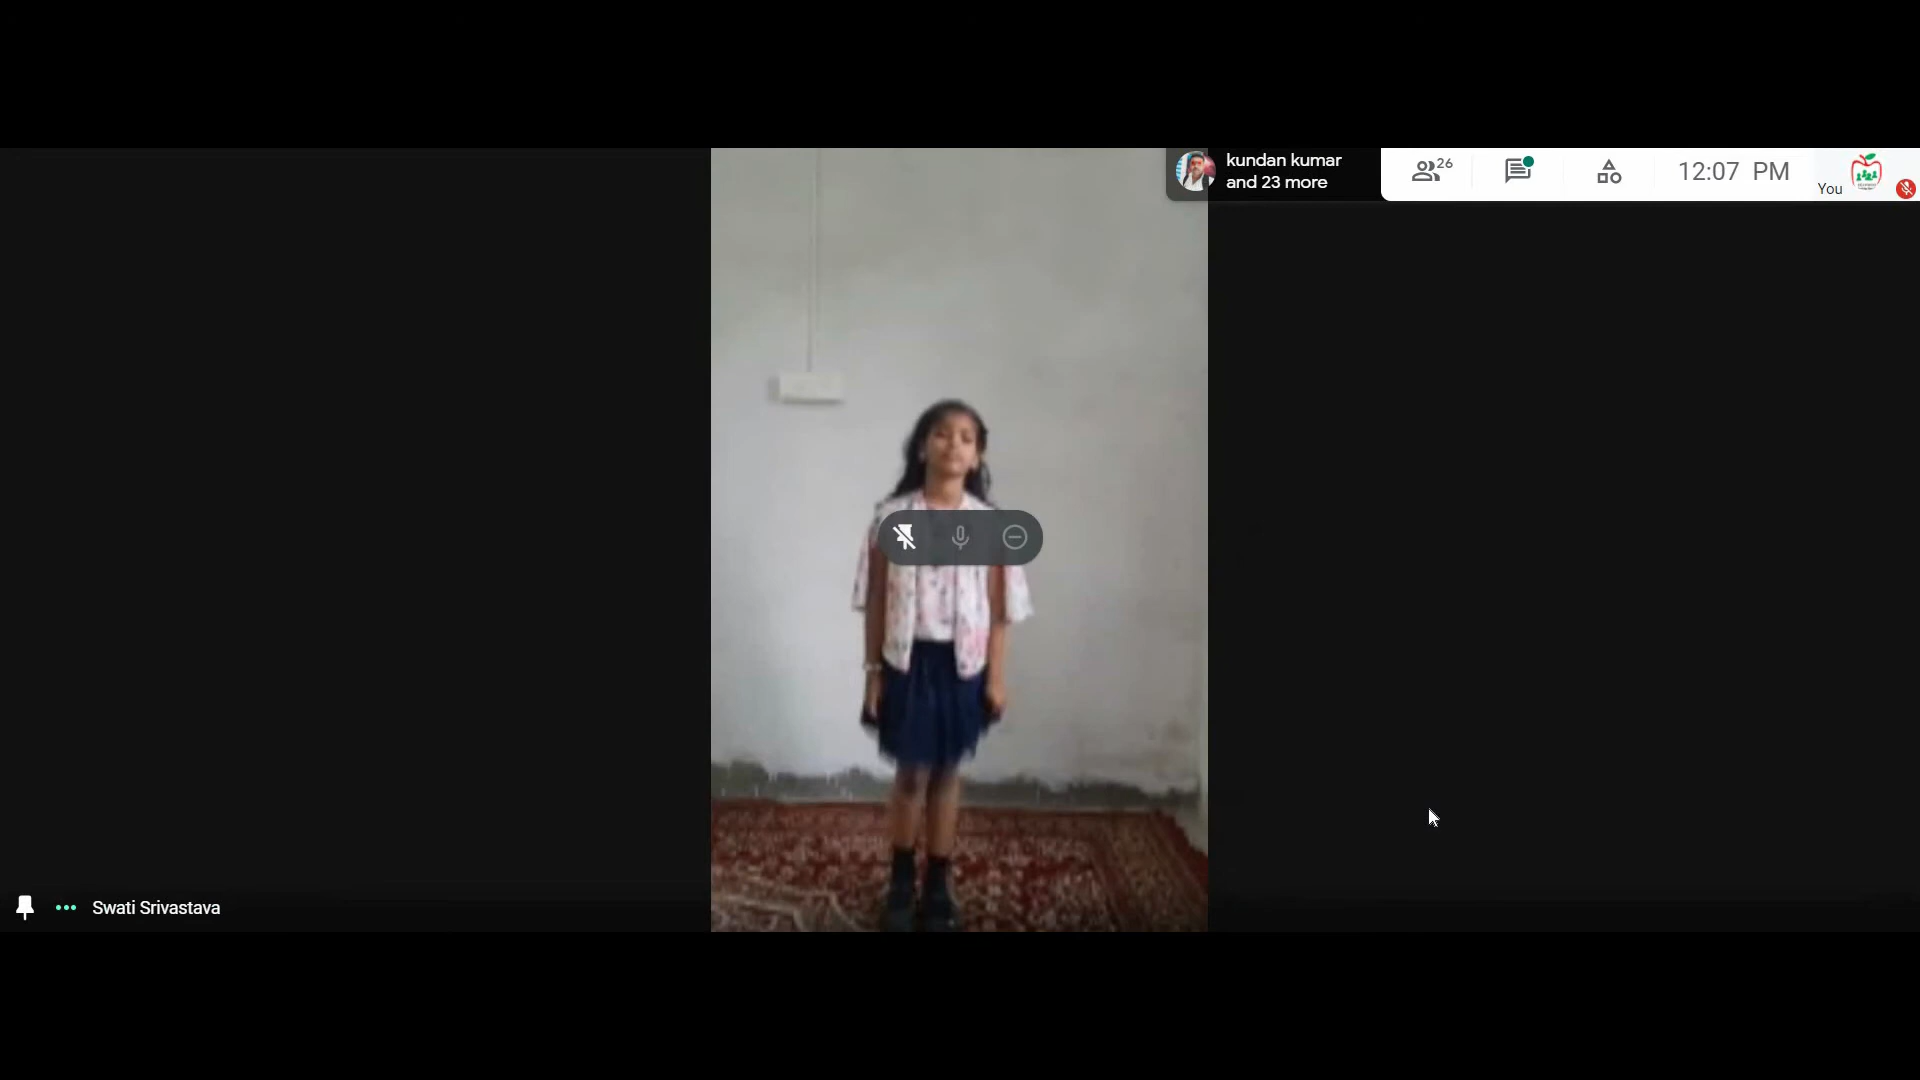 kundan kumar
and 23 more
26
12:07 PM
You
Swati Srivastava